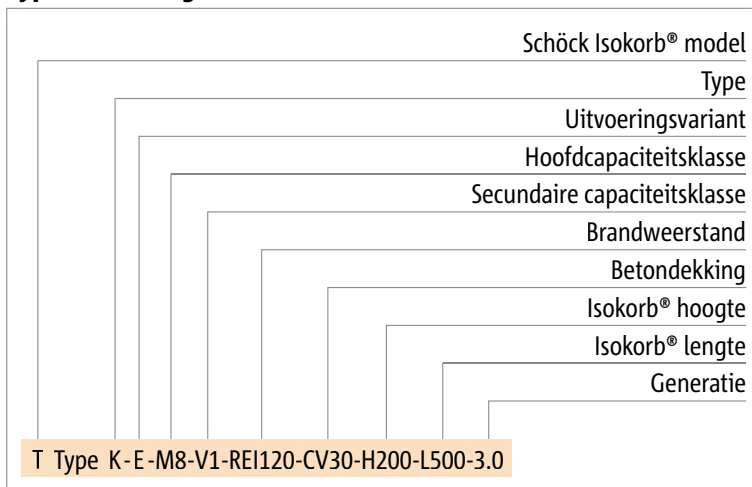 Schöck Isokorb® model
Type
Uitvoeringsvariant
Hoofdcapaciteitsklasse
Secundaire capaciteitsklasse
Brandweerstand
Betondekking
Isokorb® hoogte
Isokorb® lengte
Generatie
T Type K-E-M8-V1-REI120-CV30-H200-L500-3.0